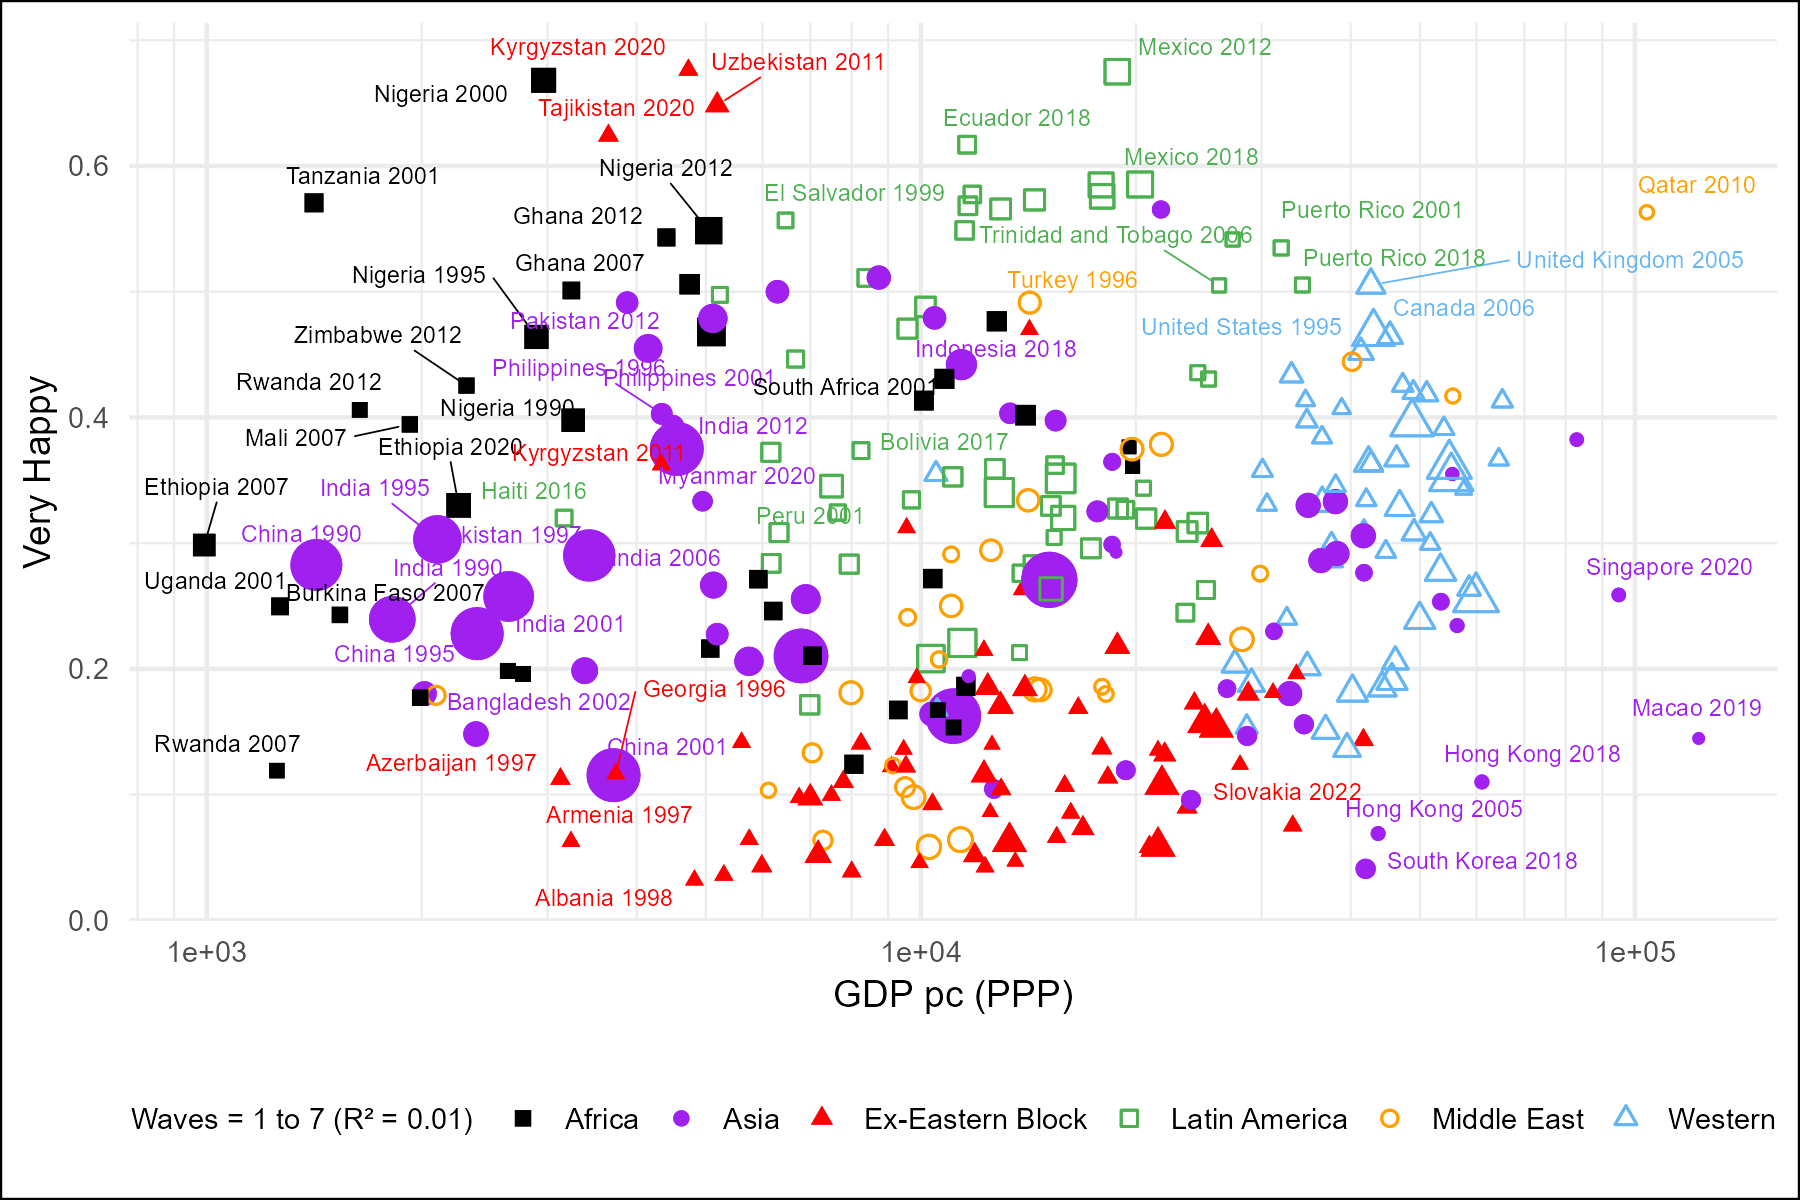 Kyrgyzstan 2020
Mexico 2012
Uzbekistan 2011
Nigeria 2000
Tajikistan 2020
Ecuador 2018
Mexico 2018
0.6
Nigeria 2012
Tanzania 2001
El Salvador 1999
Qatar 2010
Ghana 2012
Puerto Rico 2001
Trinidad and Tobago 2006
Puerto Rico 2018
United Kingdom 2005
Ghana 2007
Nigeria 1995
Turkey 1996
Canada 2006
Pakistan 2012
United States 1995
Zimbabwe 2012
Indonesia 2018
Philippines 1996
Philippines 2001
Rwanda 2012
South Africa 2001
Nigeria 1990
0.4
India 2012
Mali 2007
Ethiopia 2020
Bolivia 2017
Kyrgyzstan 2011
Myanmar 2020
Ethiopia 2007
India 1995
Haiti 2016
Peru 2001
China 1990
kistan 1997
India 2006
India 1990
Singapore 2020
Uganda 2001
Burkina Faso 2007
India 2001
China 1995
0.2
Georgia 1996
Bangladesh 2002
Macao 2019
Rwanda 2007
China 2001
Hong Kong 2018
Azerbaijan 1997
Slovakia 2022
Armenia 1997
Hong Kong 2005
South Korea 2018
Albania 1998
0.0
Very Happy
1e+03
1e+04
1e+05
GDP pc (PPP)
Waves = 1 to 7 (R² = 0.01)
Africa
Asia
Ex-Eastern Block
Latin America
Middle East
Western